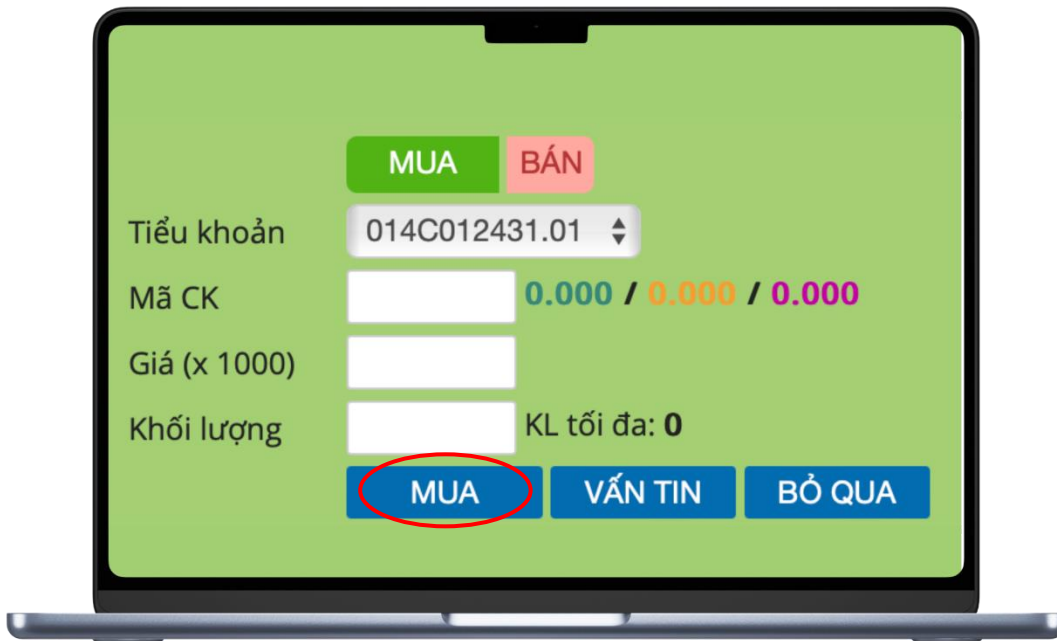 MUA BÁN
Tiểu khoản 014C012431.01
Mã CK 0.000 / 0.000 / 0.000
Giá (x 1000)
Khối lượng KL tối đa: 0
MUA VẤN TIN BỎ QUA